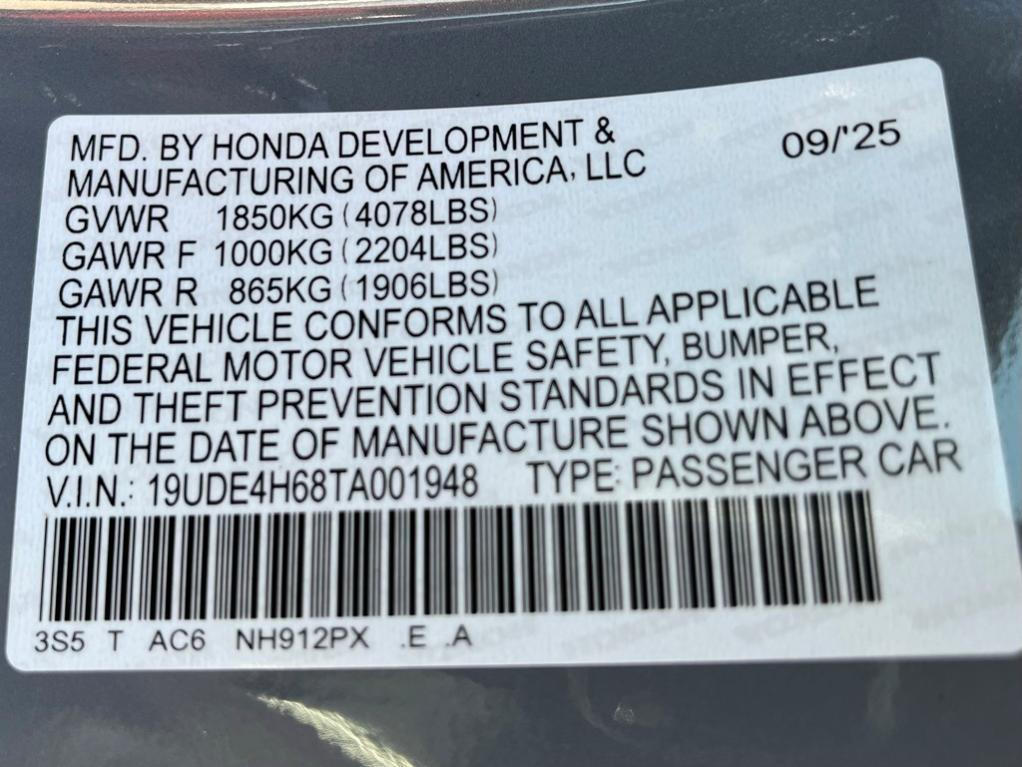 MFD. BY HONDA DEVELOPMENT &
MANUFACTURING OF AMERICA, LLC
09/'25
GVWR 1850KG (4078LBS)
GAWR F 1000KG (2204LBS)
GAWR R 865KG (1906LBS)
THIS VEHICLE CONFORMS TO ALL APPLICABLE
FEDERAL MOTOR VEHICLE SAFETY, BUMPER,
AND THEFT PREVENTION STANDARDS IN EFFECT
ON THE DATE OF MANUFACTURE SHOWN ABOVE.
V.I.N.: 19UDE4H68TA001948 TYPE: PASSENGER CAR
3S5 T AC6 NH912PX .E .A